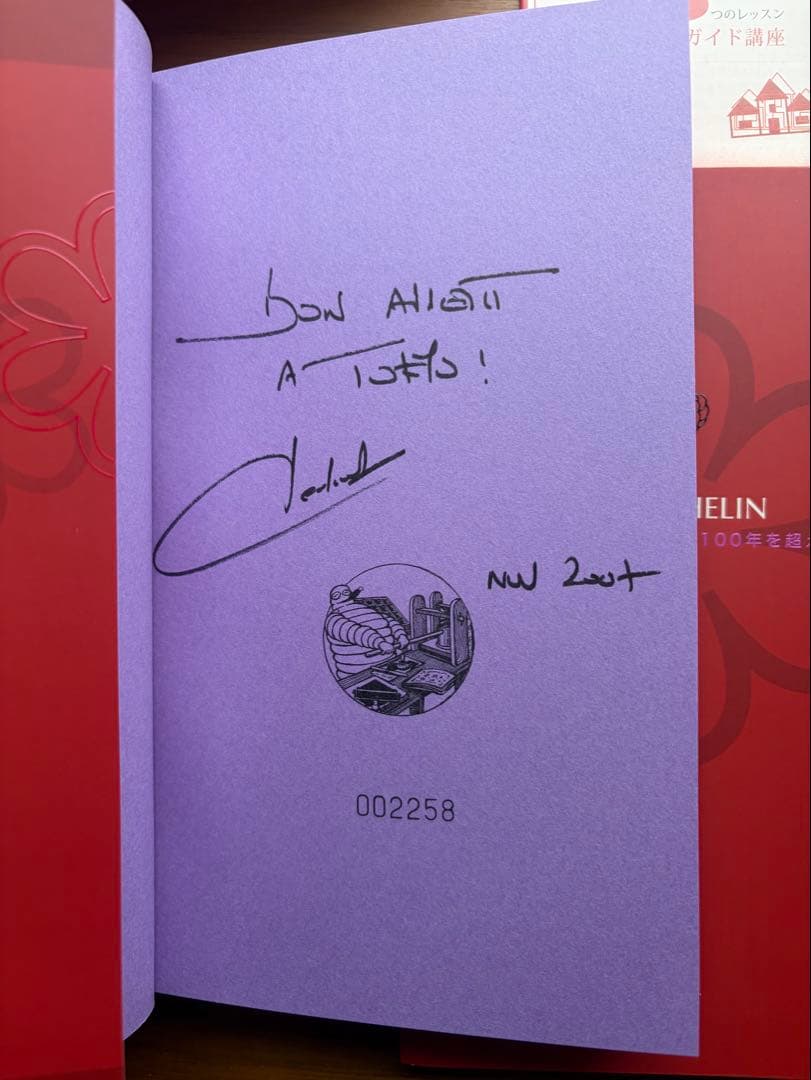 つのレッスン
ガイド講座
BON APPETIT
A TOKYO !
HELIN
100年を超
NOV 2007
002258